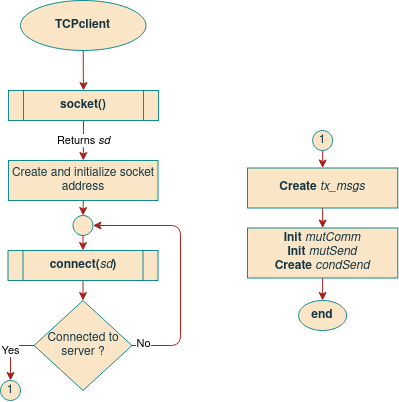 TCPclient
socket()
Returns sd
Create and initialize socket
address
connect(sd)
Connected to
server ?
Yes
No
1
1
Create tx_msgs
Init mutComm
Init mutSend
Create condSend
end